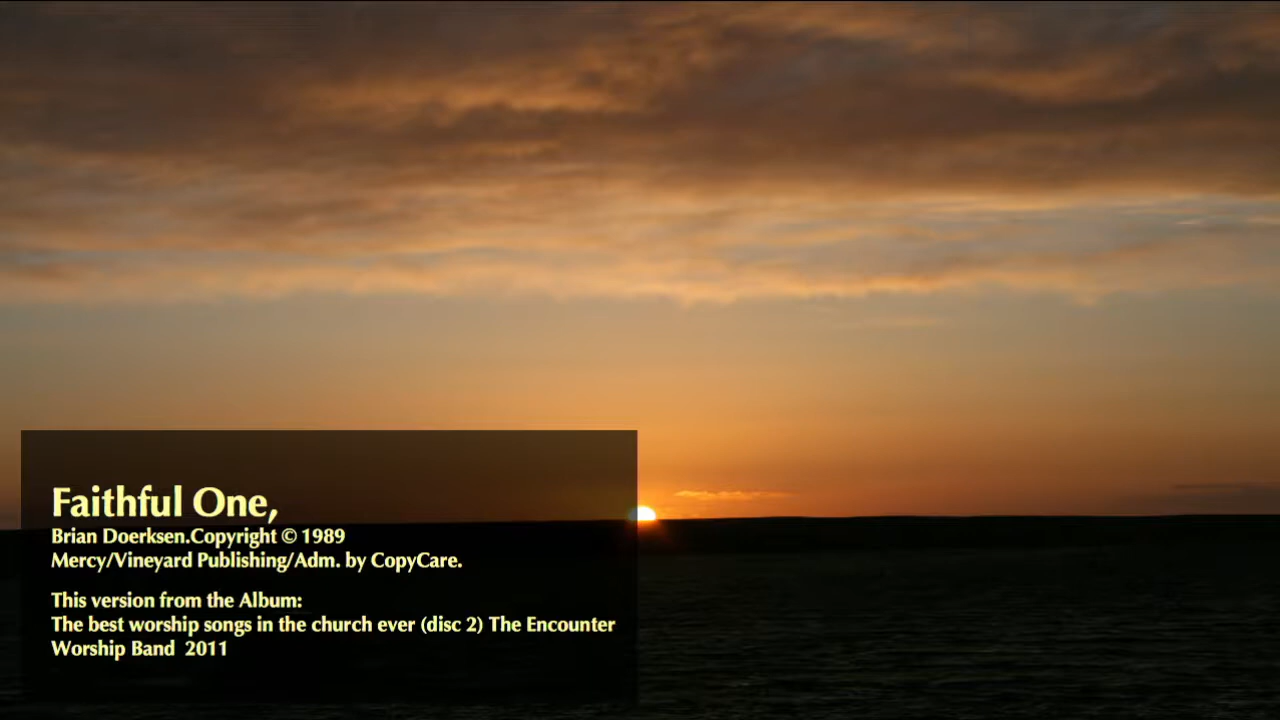 Faithful One,
Brian Doerksen.Copyright © 1989
Mercy/Vineyard Publishing/Adm. by CopyCare.
This version from the Album:
The best worship songs in the church ever (disc 2) The Encounter
Worship Band 2011